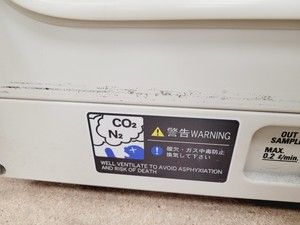 CO₂
N₂
警告 WARNING
酸欠・ガス中毒防止
換気して下さい
WELL VENTILATE TO AVOID ASPHYXIATION
AND RISK OF DEATH
OUT
SAMPL
MAX.
0.2 ℓ/min.